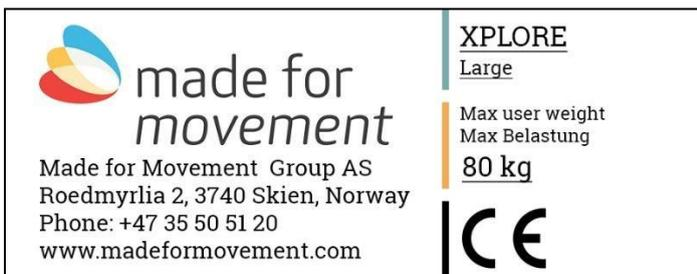 made for
movement
Made for Movement Group AS
Roedmyrlia 2, 3740 Skien, Norway
Phone: +47 35 50 51 20
www.madeformovement.com
XPLORE
Large
Max user weight
Max Belastung
80 kg
CE